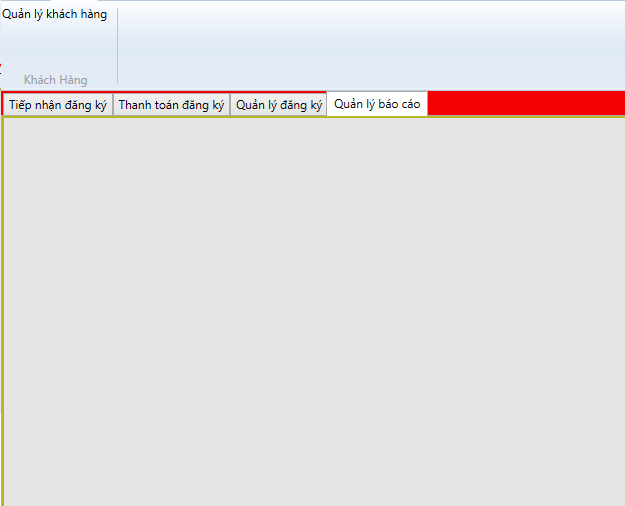 Quản lý khách hàng
Khách Hàng
Tiếp nhận đăng ký Thanh toán đăng ký Quản lý đăng ký Quản lý báo cáo